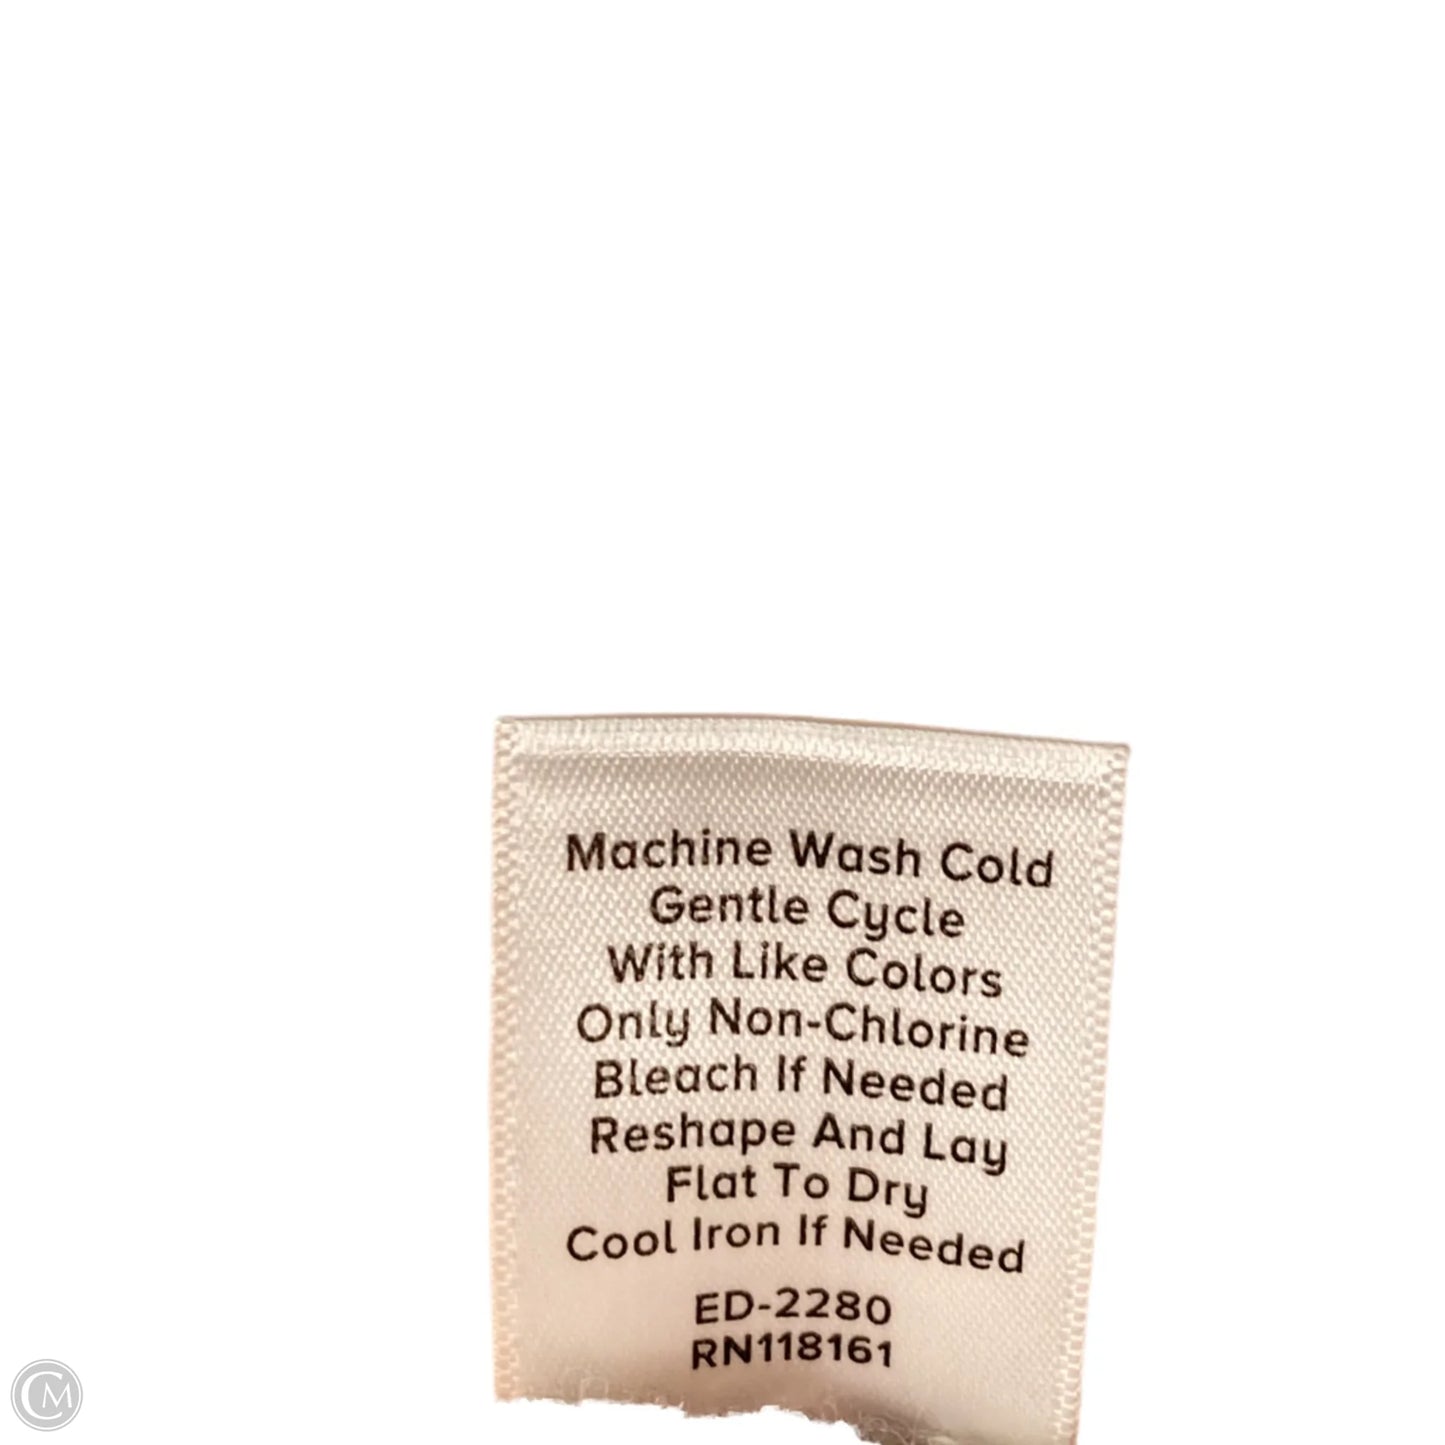 Machine Wash Cold
Gentle Cycle
With Like Colors
Only Non-Chlorine
Bleach If Needed
Reshape And Lay
Flat To Dry
Cool Iron If Needed
ED-2280
RN118161
CM